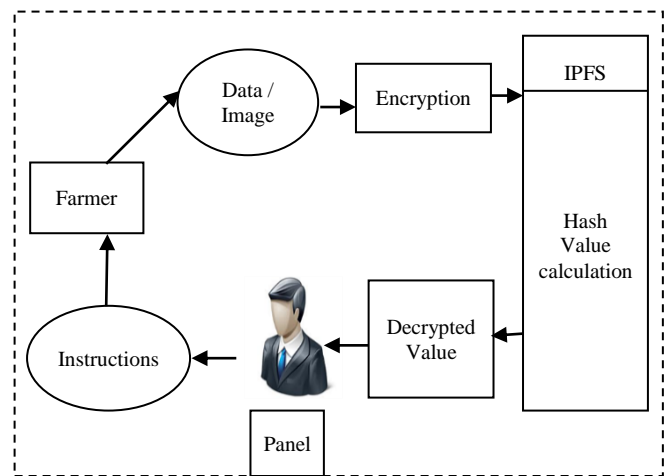 Data /
Image
Encryption
IPFS
Farmer
Hash
Value
calculation
Decrypted
Value
Instructions
Panel